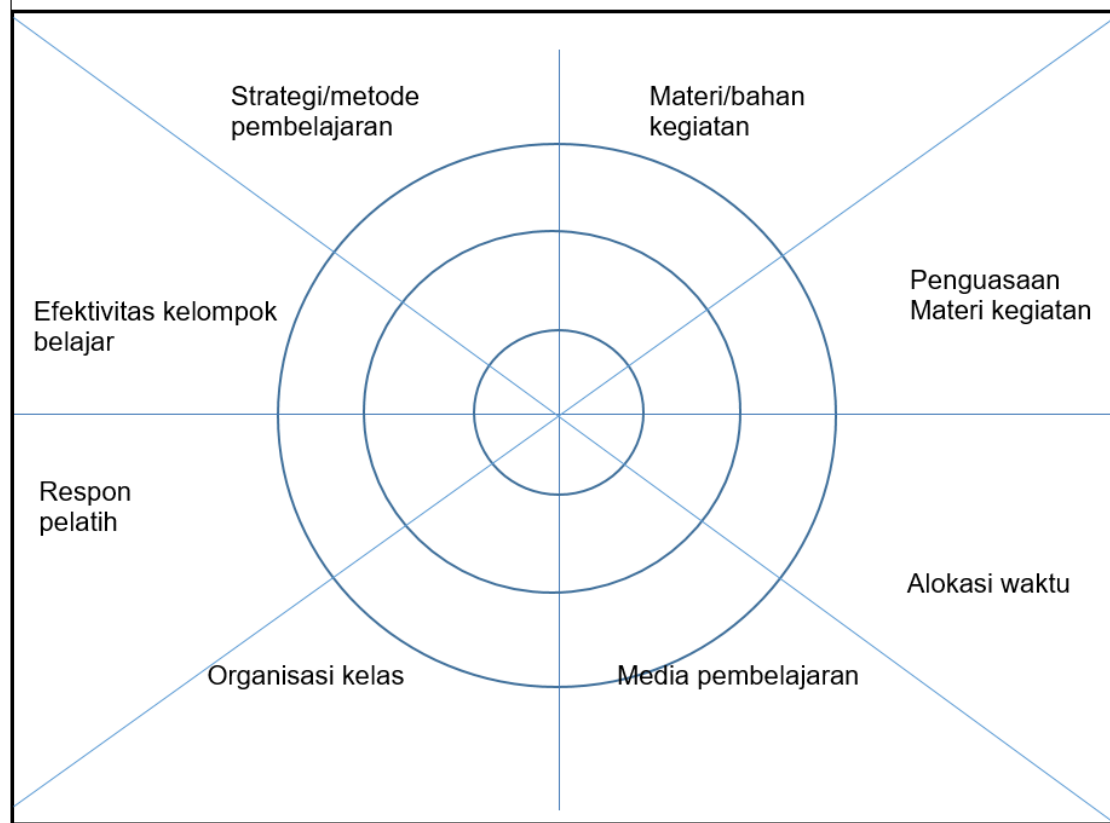 Strategi/metode
pembelajaran
Materi/bahan
kegiatan
Efektivitas kelompok
belajar
Penguasaan
Materi kegiatan
Respon
pelatih
Alokasi waktu
Organisasi kelas
Media pembelajaran